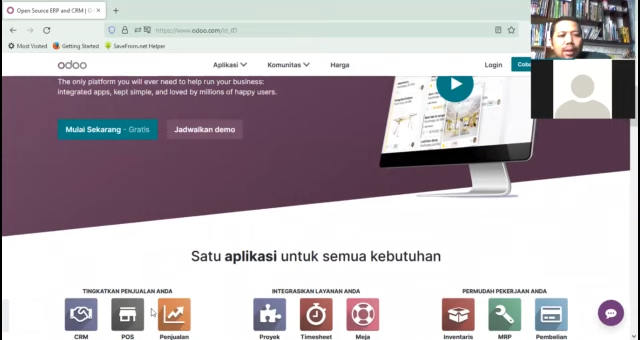 Open Source ERP and CRM | O
https://www.odoo.com/id_ID
Most Visited
Getting Started
SaveFrom.net Helper
odoo
Aplikasi
Komunitas
Harga
Login
The only platform you will ever need to help run your business:
integrated apps, kept simple, and loved by millions of happy users.
Mulai Sekarang - Gratis
Jadwalkan demo
Satu aplikasi untuk semua kebutuhan
TINGKATKAN PENJUALAN ANDA
INTEGRASIKAN LAYANAN ANDA
PERMUDAH PEKERJAAN ANDA
CRM
POS
Penjualan
Proyek
Timesheet
Meja
Inventaris
MRP
Pembelian